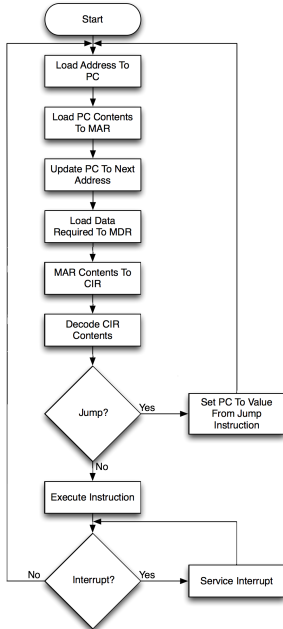 Start
Load Address To
PC
Load PC Contents
To MAR
Update PC To Next
Address
Load Data
Required To MDR
MAR Contents To
CIR
Decode CIR
Contents
Jump?
Yes
Set PC To Value
From Jump
Instruction
No
Execute Instruction
No
Interrupt?
Yes
Service Interrupt